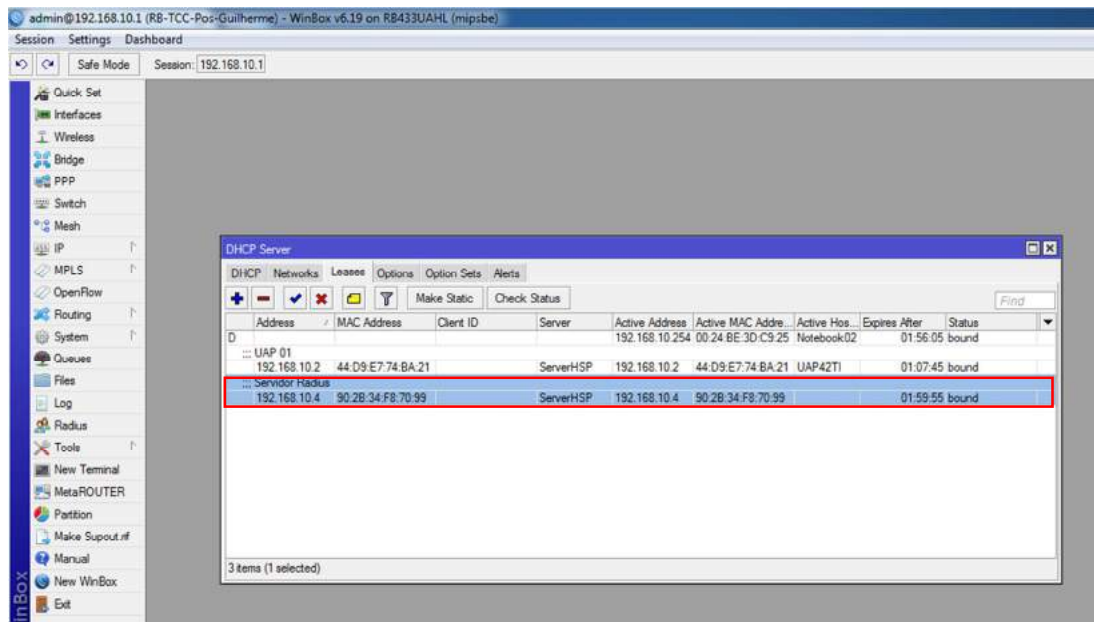 admin@192.168.10.1 (RB-TCC-Pos-Guilherme) - WinBox v6.19 on RB433UAHL (mipsbe)
Session Settings Dashboard
Safe Mode Session: 192.168.10.1
Quick Set
Interfaces
Wireless
Bridge
PPP
Switch
Mesh
IP
MPLS
OpenFlow
Routing
System
Queues
Files
Log
Radius
Tools
New Terminal
MetaROUTER
Partition
Make Supout.rif
Manual
New WinBox
Exit
inBox
DHCP Server
DHCP Networks Leases Options Option Sets Alerts
Make Static Check Status Find
Address MAC Address Client ID Server Active Address Active MAC Addre... Active Hos... Expires After Status
D 192.168.10.254 00:24:BE:3D:C9:25 Notebook02 01:56:05 bound
::: UAP 01
192.168.10.2 44:D9:E7:74:BA:21 ServerHSP 192.168.10.2 44:D9:E7:74:BA:21 UAP42TI 01:07:45 bound
::: Servidor Radius
192.168.10.4 90:2B:34:F8:70:99 ServerHSP 192.168.10.4 90:2B:34:F8:70:99 01:59:55 bound
3 items (1 selected)